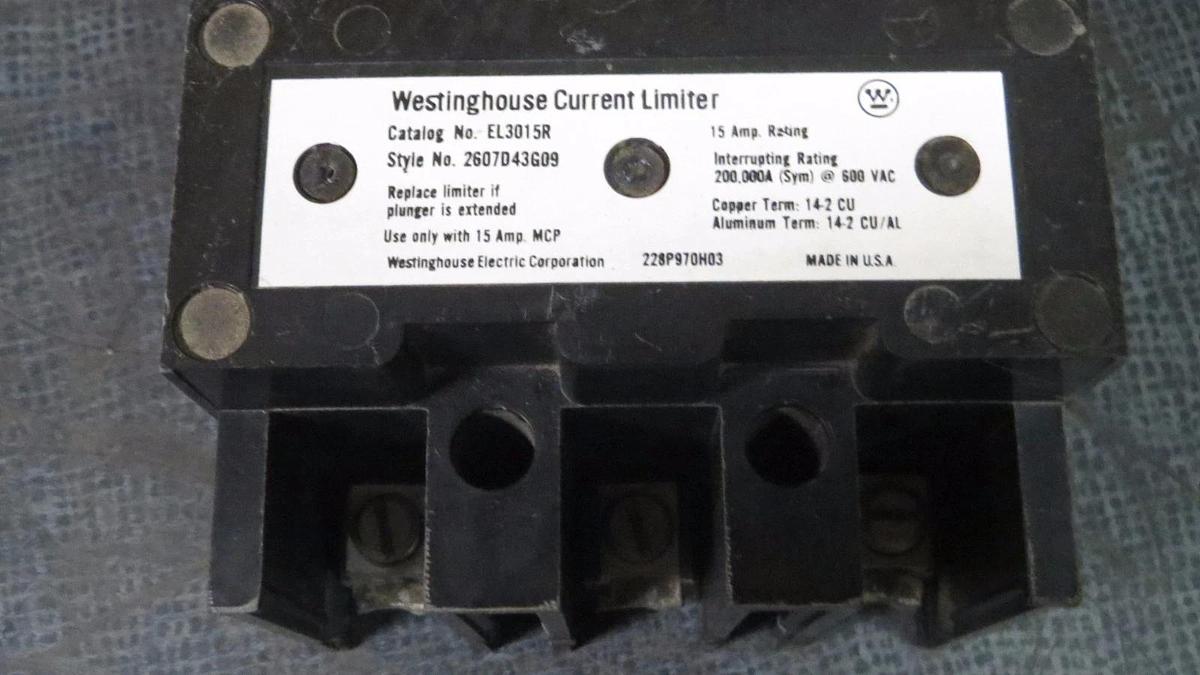 Westinghouse Current Limiter
W
Catalog No. EL3015R
15 Amp. Rating
Style No. 2607D43G09
Interrupting Rating
200,000A (Sym) @ 600 VAC
Replace limiter if
plunger is extended
Copper Term: 14-2 CU
Aluminum Term: 14-2 CU/AL
Use only with 15 Amp. MCP
Westinghouse Electric Corporation 228P970H03 MADE IN U.S.A.